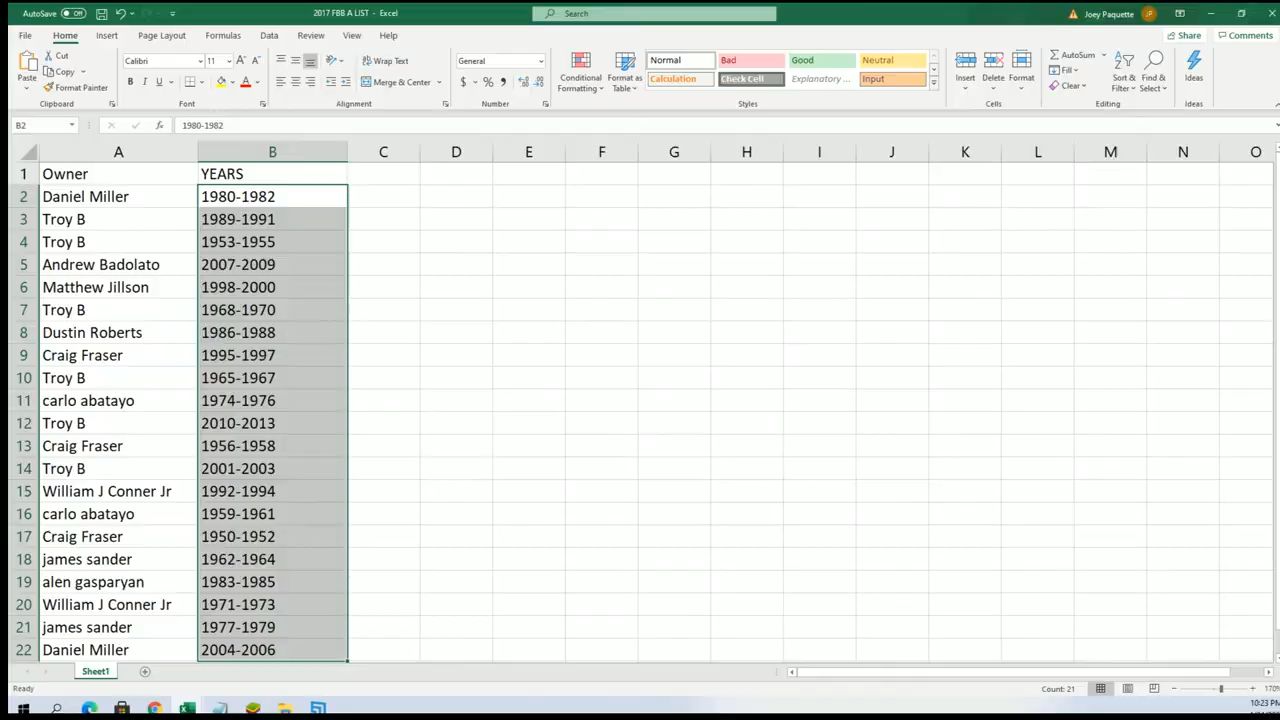 AutoSave Off 2017 FBB A LIST - Excel Search Joey Paquette JP
File Home Insert Page Layout Formulas Data Review View Help Share Comments
Paste Cut Copy Format Painter Clipboard
Calibri 11 B I U A A Font
Wrap Text Merge & Center Alignment
General $ % Number
Conditional Formatting Format as Table
Normal Bad Good Neutral
Calculation Check Cell Explanatory ... Input
Styles
Insert Delete Format Cells
AutoSum Fill Clear Sort & Filter Find & Select Editing
Ideas Ideas
B2 fx 1980-1982
A B C D E F G H I J K L M N O
1 Owner YEARS
2 Daniel Miller 1980-1982
3 Troy B 1989-1991
4 Troy B 1953-1955
5 Andrew Badolato 2007-2009
6 Matthew Jillson 1998-2000
7 Troy B 1968-1970
8 Dustin Roberts 1986-1988
9 Craig Fraser 1995-1997
10 Troy B 1965-1967
11 carlo abatayo 1974-1976
12 Troy B 2010-2013
13 Craig Fraser 1956-1958
14 Troy B 2001-2003
15 William J Conner Jr 1992-1994
16 carlo abatayo 1959-1961
17 Craig Fraser 1950-1952
18 james sander 1962-1964
19 alen gasparyan 1983-1985
20 William J Conner Jr 1971-1973
21 james sander 1977-1979
22 Daniel Miller 2004-2006
Sheet1
Ready Count: 21 170%
10:23 PM